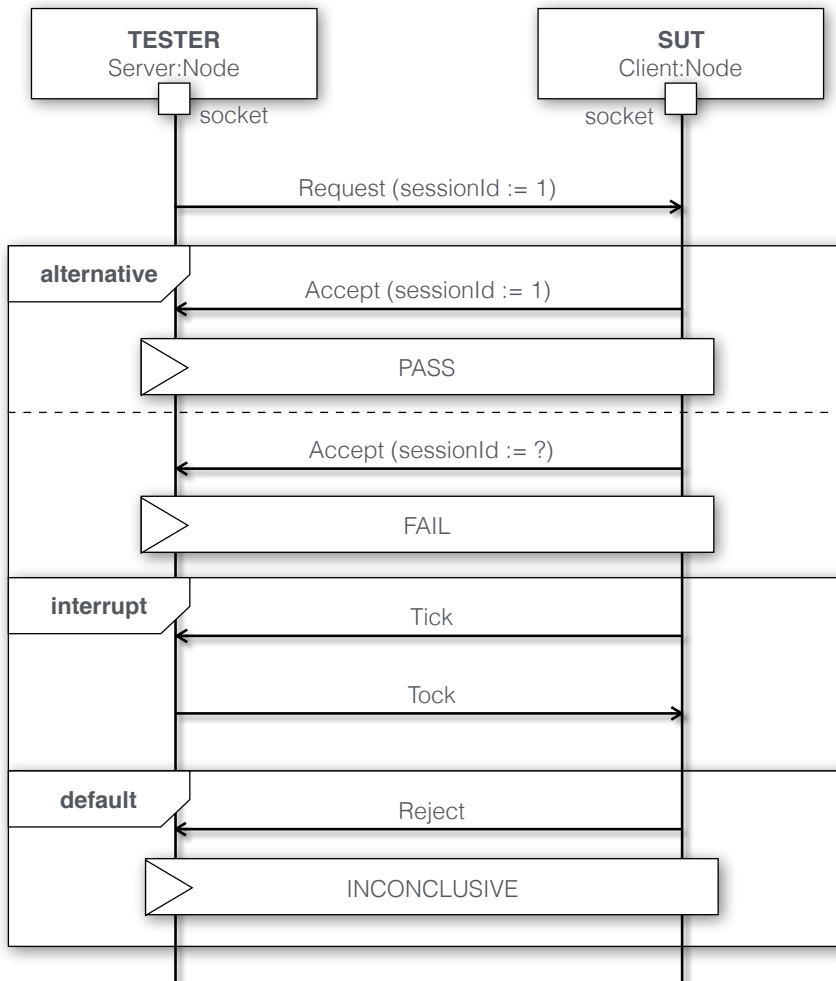 TESTER
Server:Node
SUT
Client:Node
socket
socket
Request (sessionId := 1)
alternative
Accept (sessionId := 1)
PASS
Accept (sessionId := ?)
FAIL
interrupt
Tick
Tock
default
Reject
INCONCLUSIVE